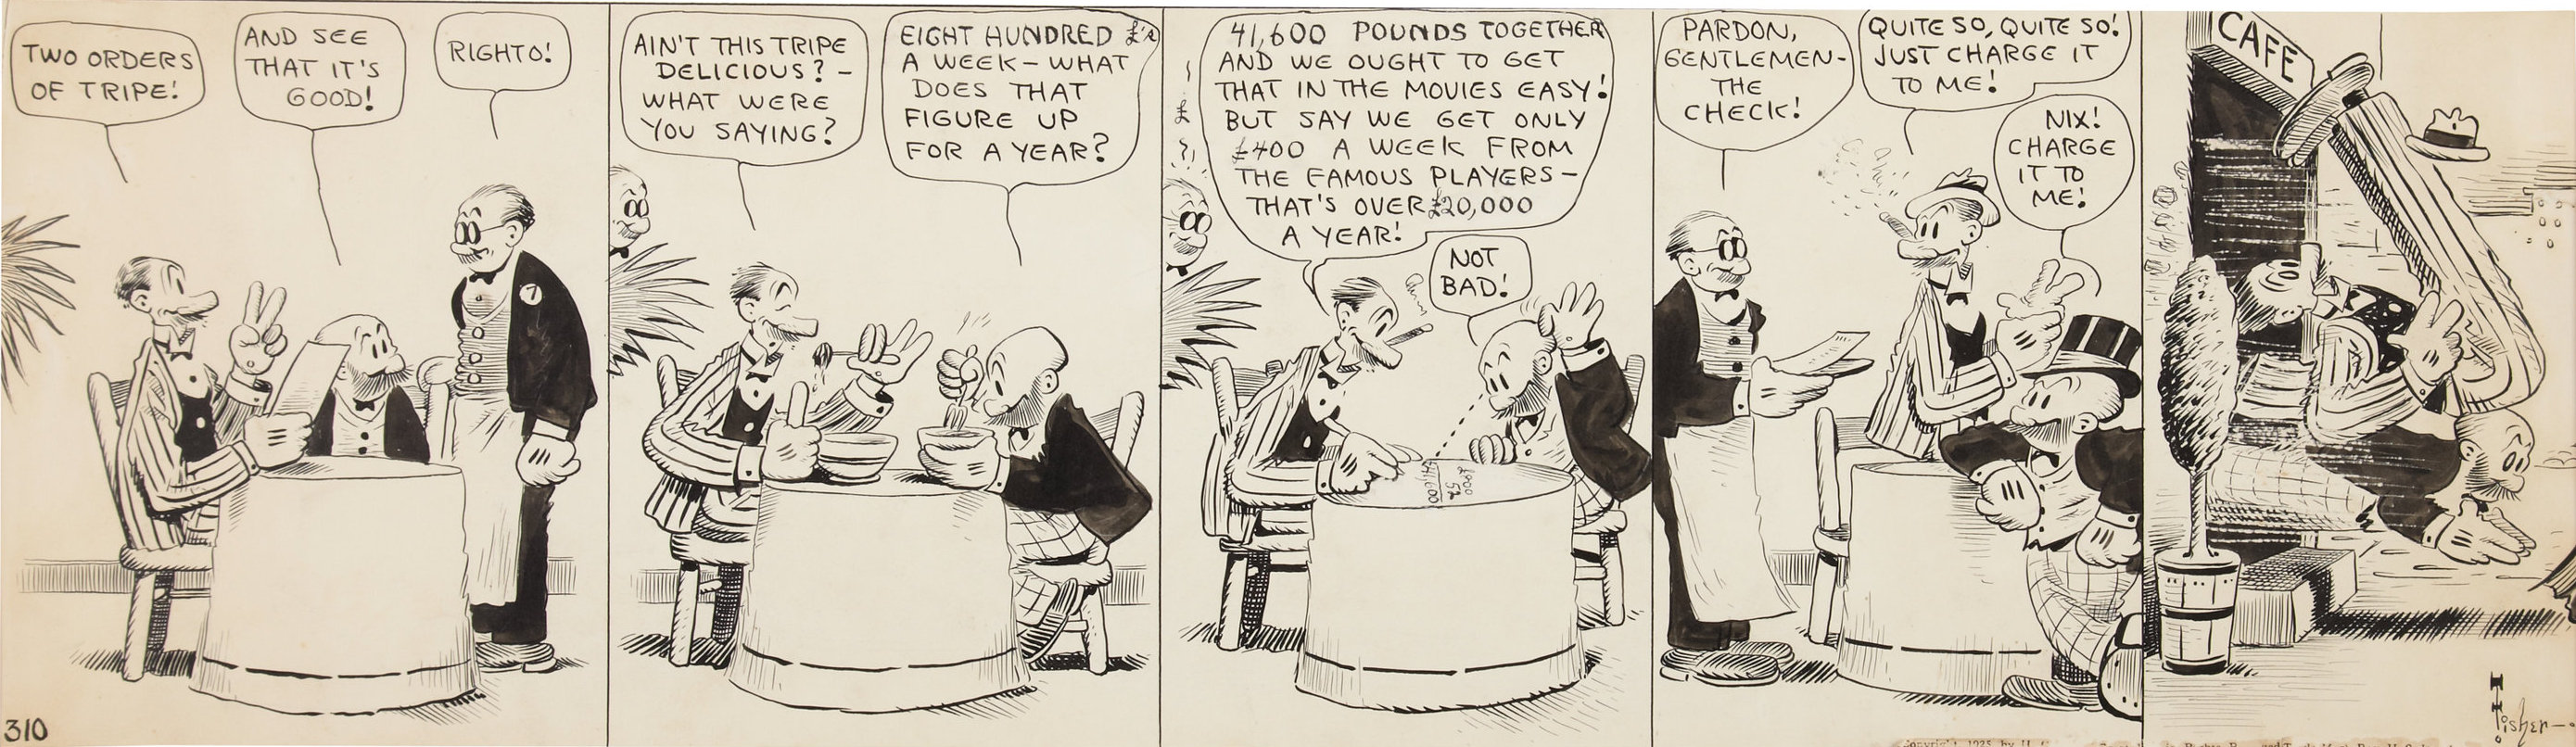 TWO ORDERS
OF TRIPE!
AND SEE
THAT IT'S
GOOD!
RIGHTO!
7
310
AIN'T THIS TRIPE
DELICIOUS? -
WHAT WERE
YOU SAYING?
EIGHT HUNDRED £'s
A WEEK - WHAT
DOES THAT
FIGURE UP
FOR A YEAR?
£
41,600 POUNDS TOGETHER
AND WE OUGHT TO GET
THAT IN THE MOVIES EASY!
BUT SAY WE GET ONLY
£400 A WEEK FROM
THE FAMOUS PLAYERS -
THAT'S OVER £20,000
A YEAR!
NOT
BAD!
£800
52
41600
PARDON,
GENTLEMEN -
THE
CHECK!
QUITE SO, QUITE SO!
JUST CHARGE IT
TO ME!
NIX!
CHARGE
IT TO
ME!
CAFE
H
Fisher -
Copyright 1925 by H. C.